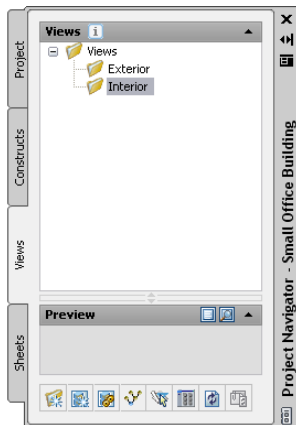 Project
Constructs
Views
Sheets
Views
Views
Exterior
Interior
Preview
Project Navigator - Small Office Building